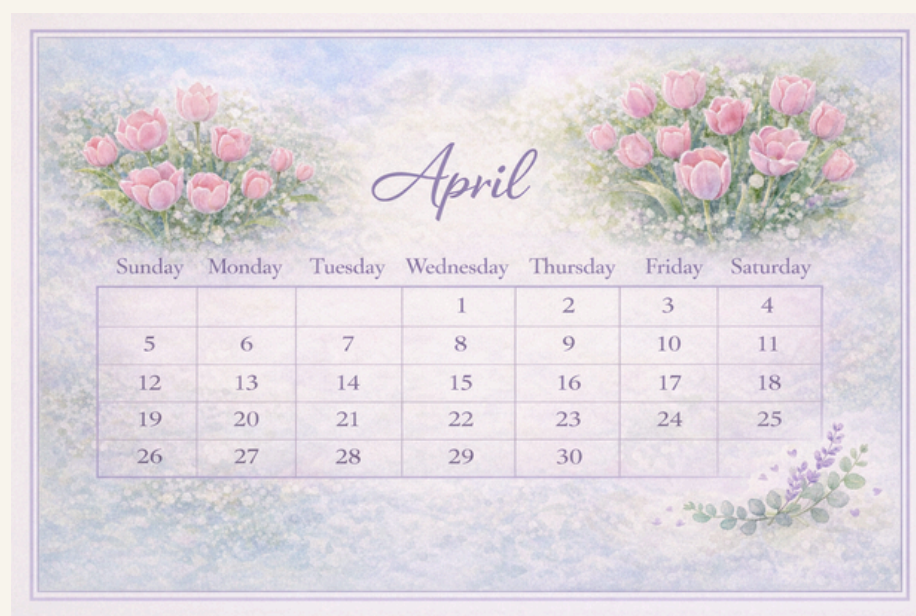 April
Sunday Monday Tuesday Wednesday Thursday Friday Saturday
1 2 3 4
5 6 7 8 9 10 11
12 13 14 15 16 17 18
19 20 21 22 23 24 25
26 27 28 29 30